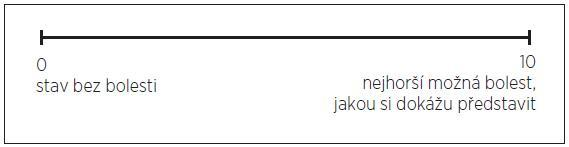 0
stav bez bolesti
10
nejhorší možná bolest,
jakou si dokážu představit